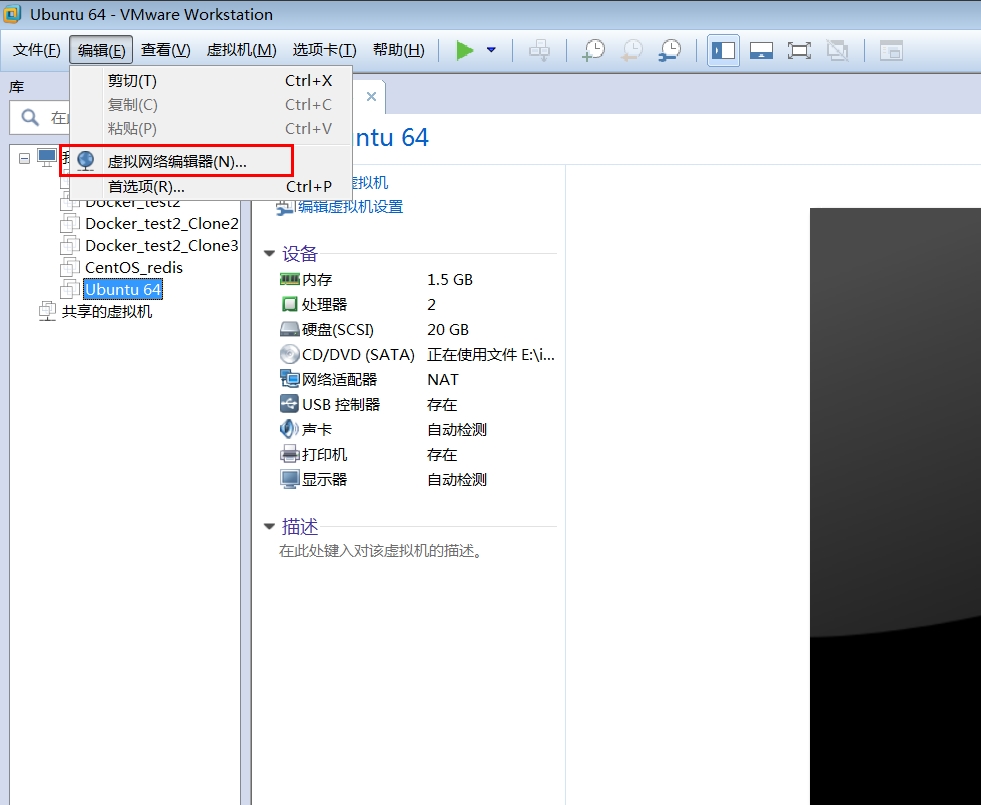 Ubuntu 64 - VMware Workstation
文件(F) 编辑(E) 查看(V) 虚拟机(M) 选项卡(T) 帮助(H)
库
剪切(T) Ctrl+X
复制(C) Ctrl+C
粘贴(P) Ctrl+V
虚拟网络编辑器(N)...
首选项(R)... Ctrl+P
在
ntu 64
虚拟机
编辑虚拟机设置
Docker_test2
Docker_test2_Clone2
Docker_test2_Clone3
CentOS_redis
Ubuntu 64
共享的虚拟机
设备
内存 1.5 GB
处理器 2
硬盘(SCSI) 20 GB
CD/DVD (SATA) 正在使用文件 E:\i...
网络适配器 NAT
USB 控制器 存在
声卡 自动检测
打印机 存在
显示器 自动检测
描述
在此处键入对该虚拟机的描述。